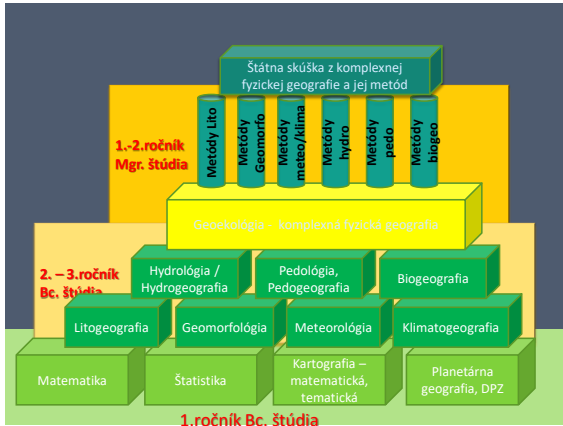 Štátna skúška z komplexnej
fyzickej geografie a jej metód
1.-2.ročník
Mgr. štúdia
Metódy Lito
Metódy
Geomorfo
Metódy
meteo/klima
Metódy
hydro
Metódy
pedo
Metódy
biogeo
Geoekológia – komplexná fyzická geografia
2. – 3.ročník
Bc. štúdia
Hydrológia /
Hydrogeografia
Pedológia,
Pedogeografia
Biogeografia
Litogeografia
Geomorfológia
Meteorológia
Klimatogeografia
Matematika
Štatistika
Kartografia –
matematická,
tematická
Planetárna
geografia, DPZ
1.ročník Bc. štúdia